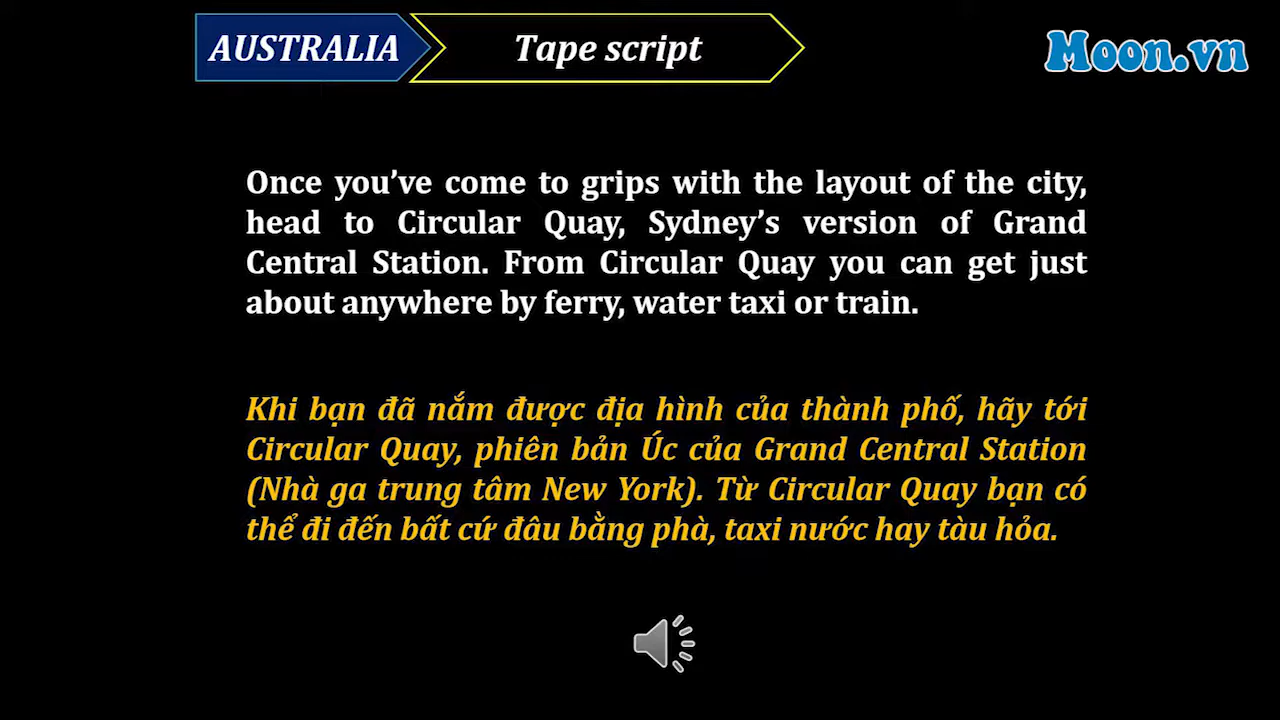 AUSTRALIA
Tape script
Moon.vn
Once you’ve come to grips with the layout of the city,
head to Circular Quay, Sydney’s version of Grand
Central Station. From Circular Quay you can get just
about anywhere by ferry, water taxi or train.
Khi bạn đã nắm được địa hình của thành phố, hãy tới
Circular Quay, phiên bản Úc của Grand Central Station
(Nhà ga trung tâm New York). Từ Circular Quay bạn có
thể đi đến bất cứ đâu bằng phà, taxi nước hay tàu hỏa.